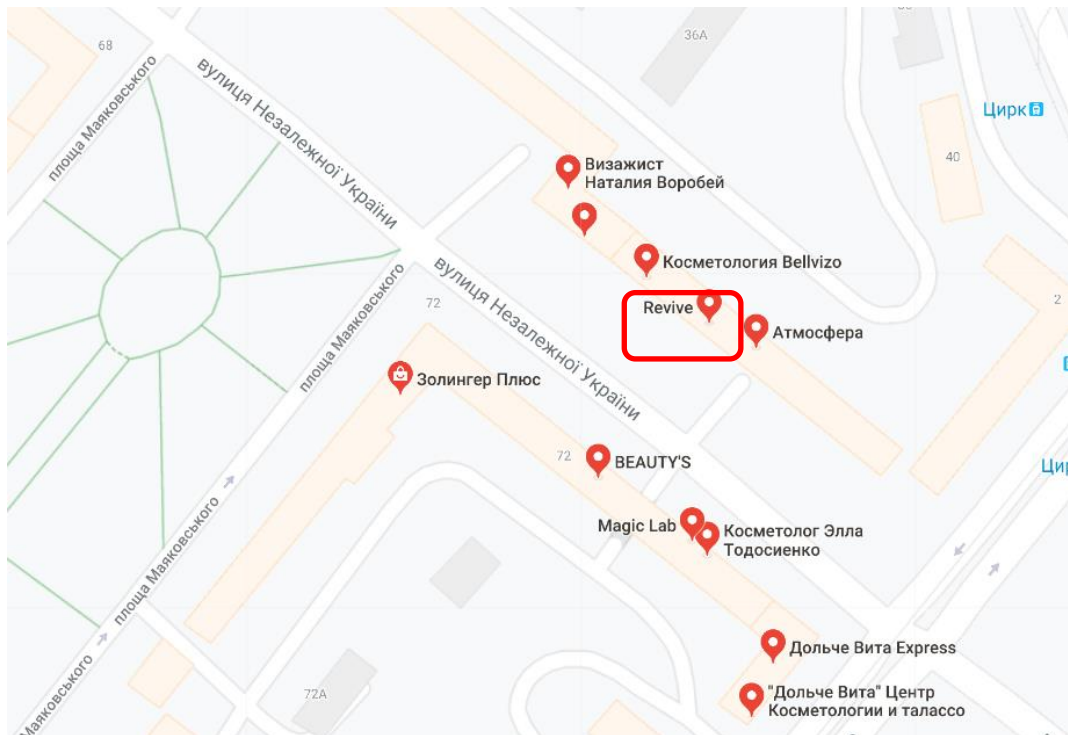 68
36А
площа Маяковського
вулиця Незалежної України
Цирк
40
Визажист
Наталия Воробей
Косметология Bellvizo
Revive
Атмосфера
2
72
площа Маяковського
вулиця Незалежної України
Золингер Плюс
72
BEAUTY'S
Magic Lab
Косметолог Элла
Тодосиенко
площа Маяковського
Дольче Вита Express
"Дольче Вита" Центр
Косметологии и талассо
72А
Маяковського